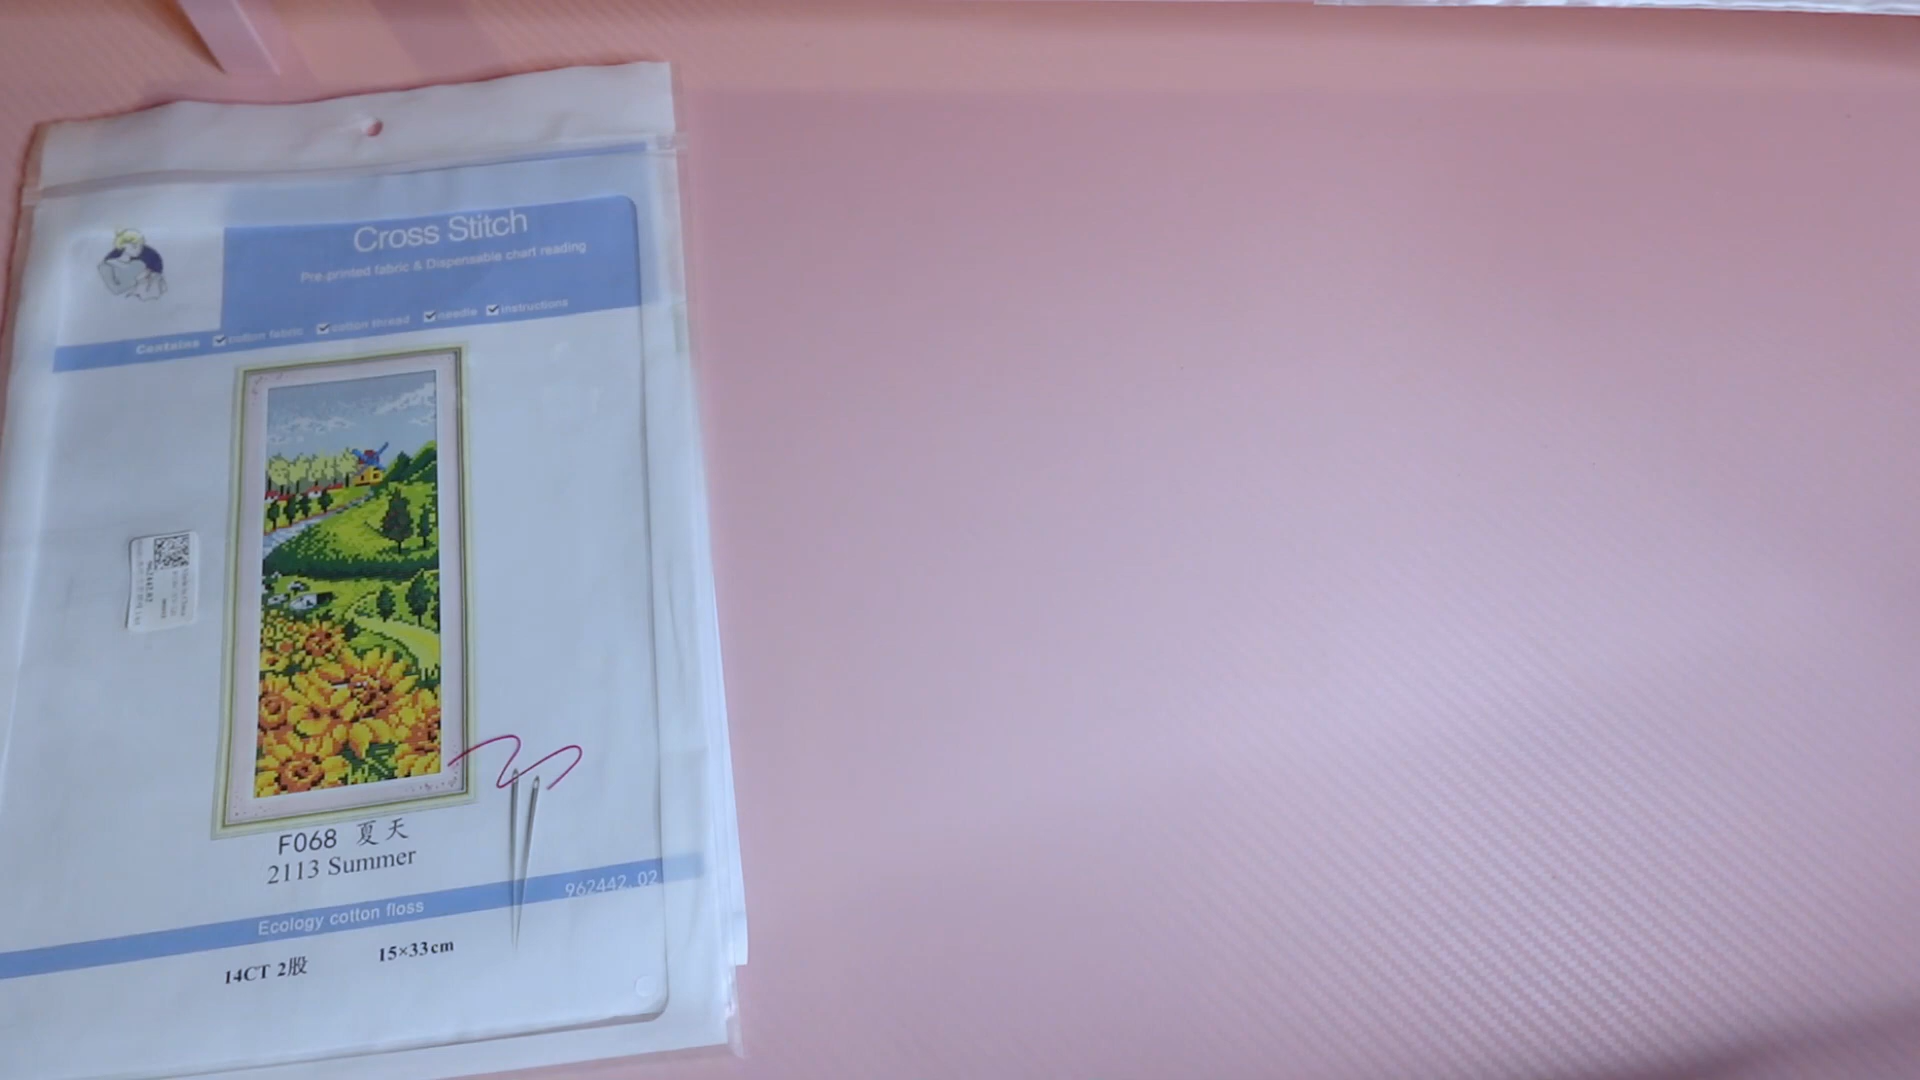 Cross Stitch
Pre-printed fabric & Dispensable chart reading
Contains cotton fabric cotton thread needle instructions
F068 夏天
2113 Summer
962442.02
Ecology cotton floss
14CT 2股 15×33cm